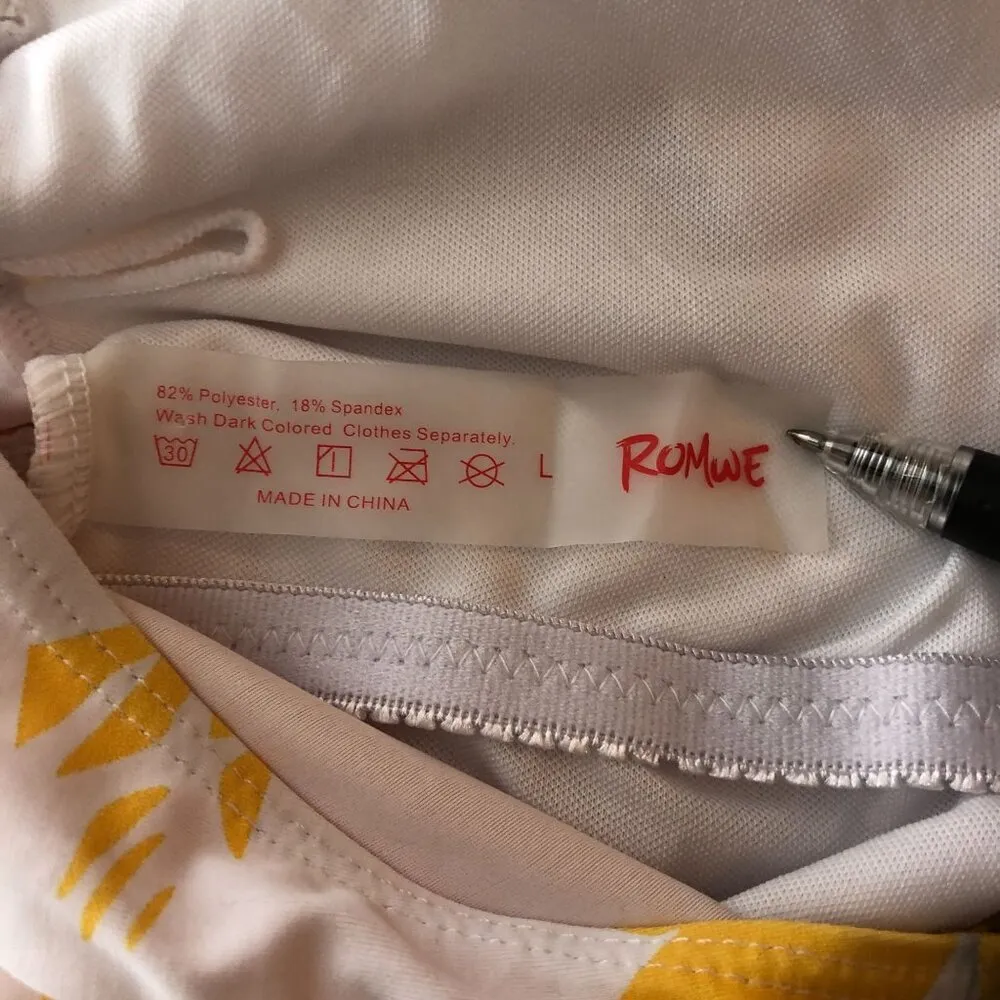 82% Polyester, 18% Spandex
Wash Dark Colored Clothes Separately.
30 L
MADE IN CHINA
ROMWE